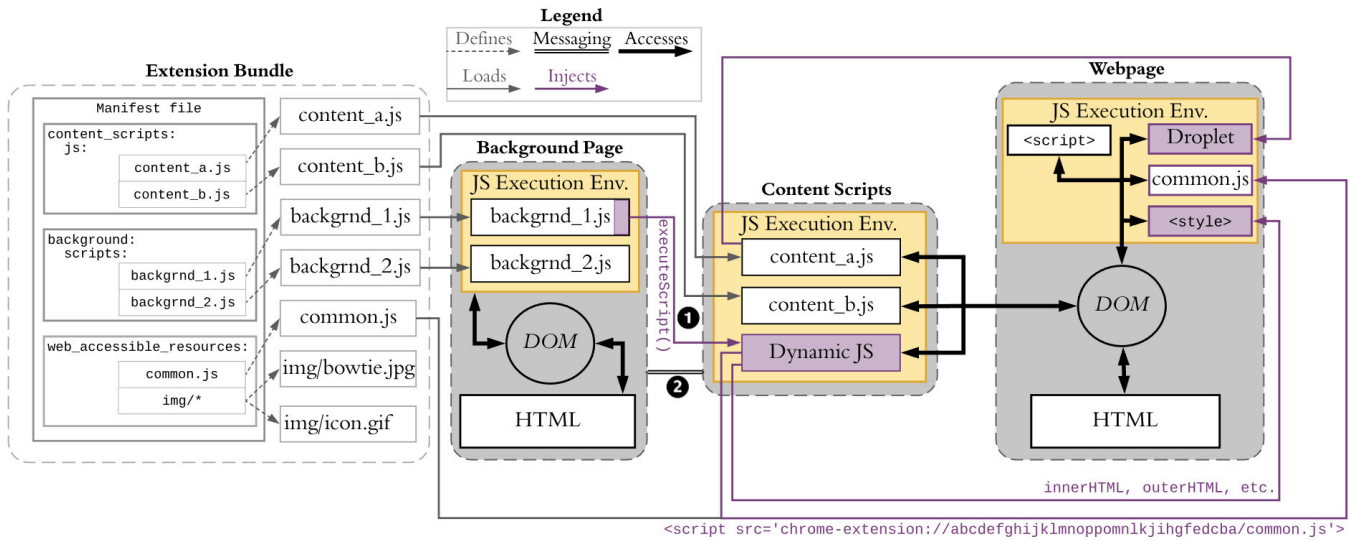 Legend
Defines
Messaging
Accesses
Loads
Injects
Extension Bundle
Manifest file
content_scripts:
js:
content_a.js
content_b.js
background:
scripts:
backgrnd_1.js
backgrnd_2.js
web_accessible_resources:
common.js
img/*
content_a.js
content_b.js
backgrnd_1.js
backgrnd_2.js
common.js
img/bowtie.jpg
img/icon.gif
Background Page
JS Execution Env.
backgrnd_1.js
backgrnd_2.js
DOM
HTML
executeScript()
1
2
Content Scripts
JS Execution Env.
content_a.js
content_b.js
Dynamic JS
Webpage
JS Execution Env.
<script>
Droplet
common.js
<style>
DOM
HTML
innerHTML, outerHTML, etc.
<script src='chrome-extension://abcdefghijklmnoppomnlkjihgfedcba/common.js'>